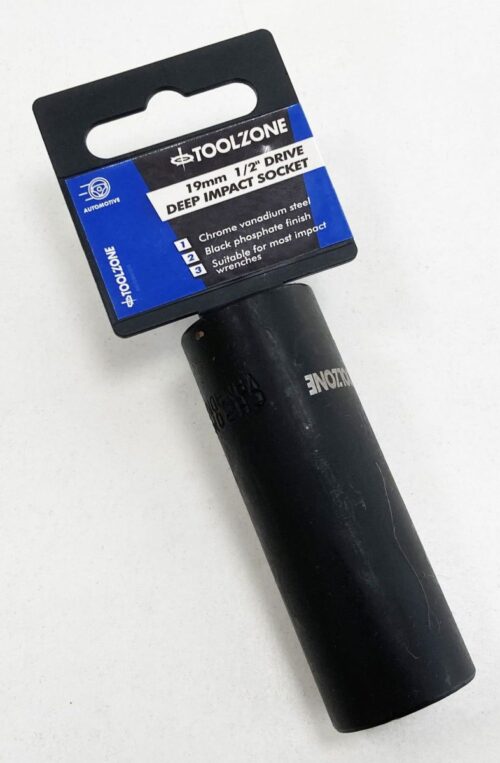 TOOLZONE
19mm 1/2" DRIVE
DEEP IMPACT SOCKET
AUTOMOTIVE
TOOLZONE
1 Chrome vanadium steel
2 Black phosphate finish
3 Suitable for most impact
wrenches
TOOLZONE